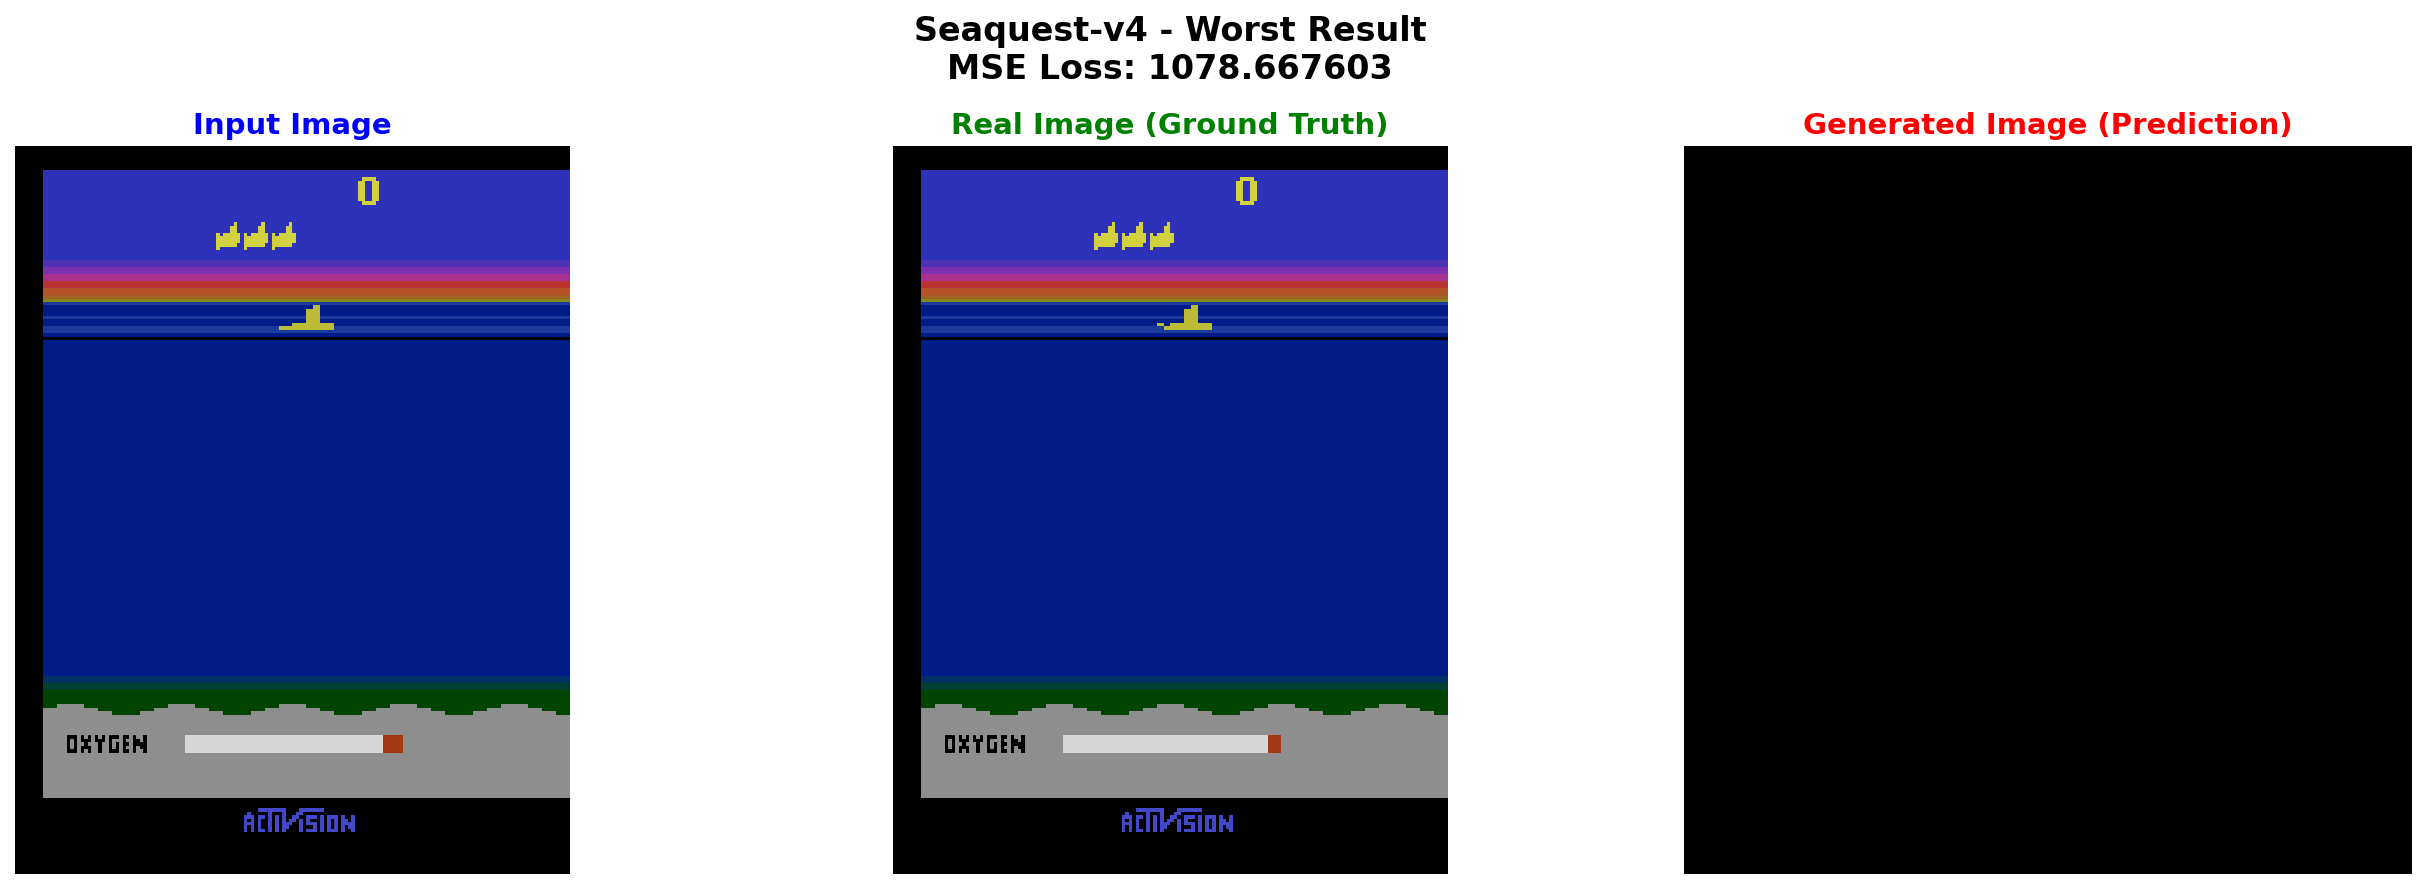 Seaquest-v4 - Worst Result
MSE Loss: 1078.667603
Input Image
Real Image (Ground Truth)
Generated Image (Prediction)
0
0
OXYGEN
OXYGEN
ACTIVISION
ACTIVISION